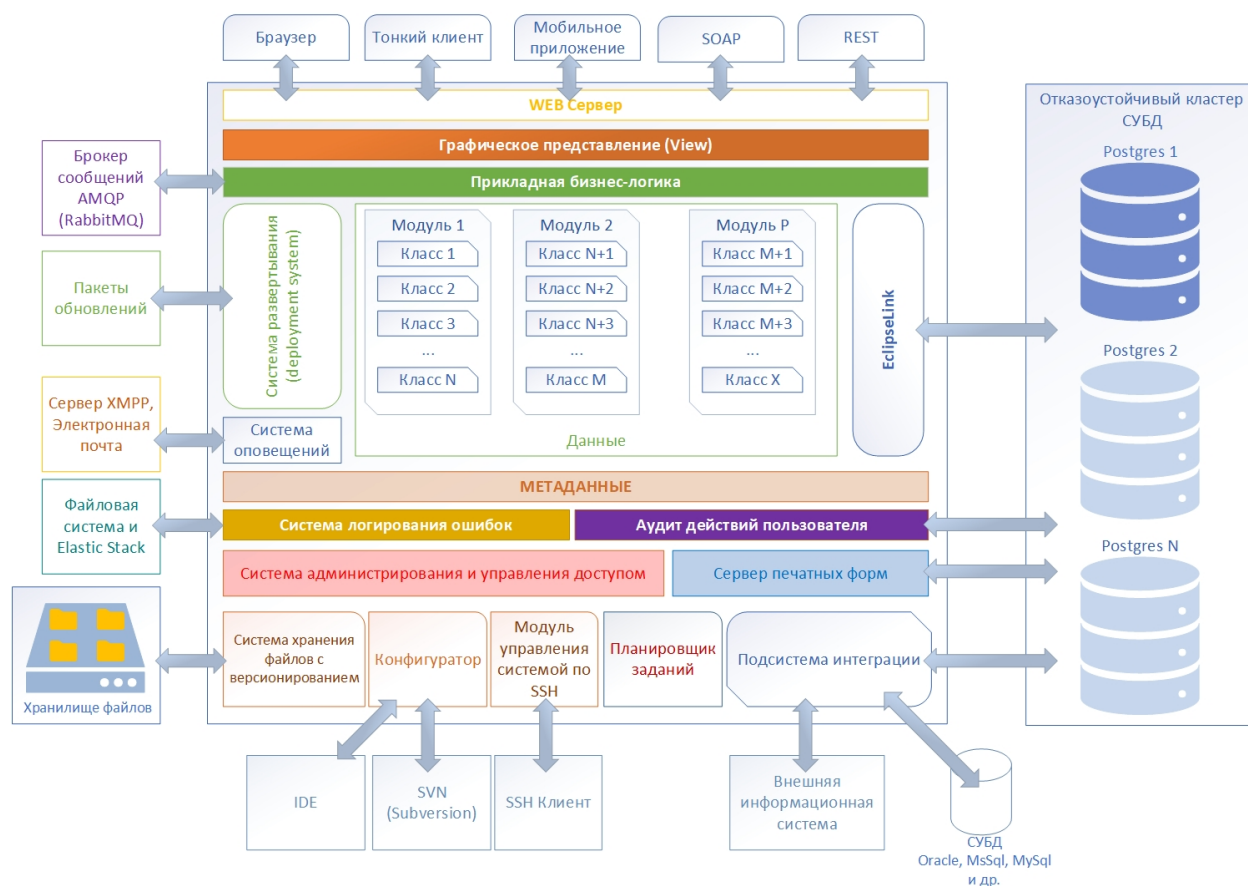 Браузер
Тонкий клиент
Мобильное
приложение
SOAP
REST
WEB Сервер
Графическое представление (View)
Прикладная бизнес-логика
Брокер
сообщений
AMQP
(RabbitMQ)
Пакеты
обновлений
Сервер XMPP,
Электронная
почта
Файловая
система и
Elastic Stack
Хранилище файлов
Система развертывания
(deployment system)
Система
оповещений
Модуль 1
Класс 1
Класс 2
Класс 3
...
Класс N
Модуль 2
Класс N+1
Класс N+2
Класс N+3
...
Класс M
Модуль P
Класс M+1
Класс M+2
Класс M+3
...
Класс X
Данные
EclipseLink
МЕТАДАННЫЕ
Система логирования ошибок
Аудит действий пользователя
Система администрирования и управления доступом
Сервер печатных форм
Система хранения
файлов с
версионированием
Конфигуратор
Модуль
управления
системой по
SSH
Планировщик
заданий
Подсистема интеграции
IDE
SVN
(Subversion)
SSH Клиент
Внешняя
информационная
система
СУБД
Oracle, MsSql, MySql
и др.
Отказоустойчивый кластер
СУБД
Postgres 1
Postgres 2
Postgres N